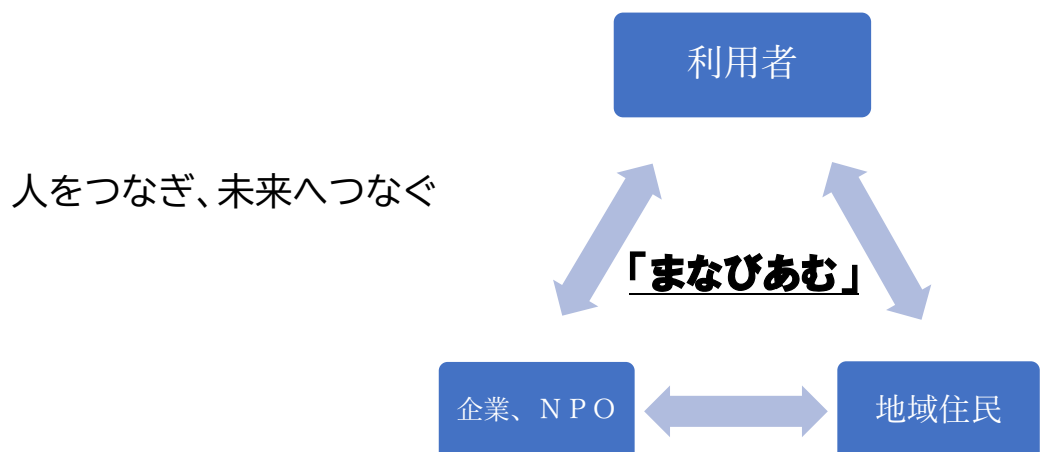 利用者
人をつなぎ、未来へつなぐ
「まなびあむ」
企業、ＮＰＯ
地域住民